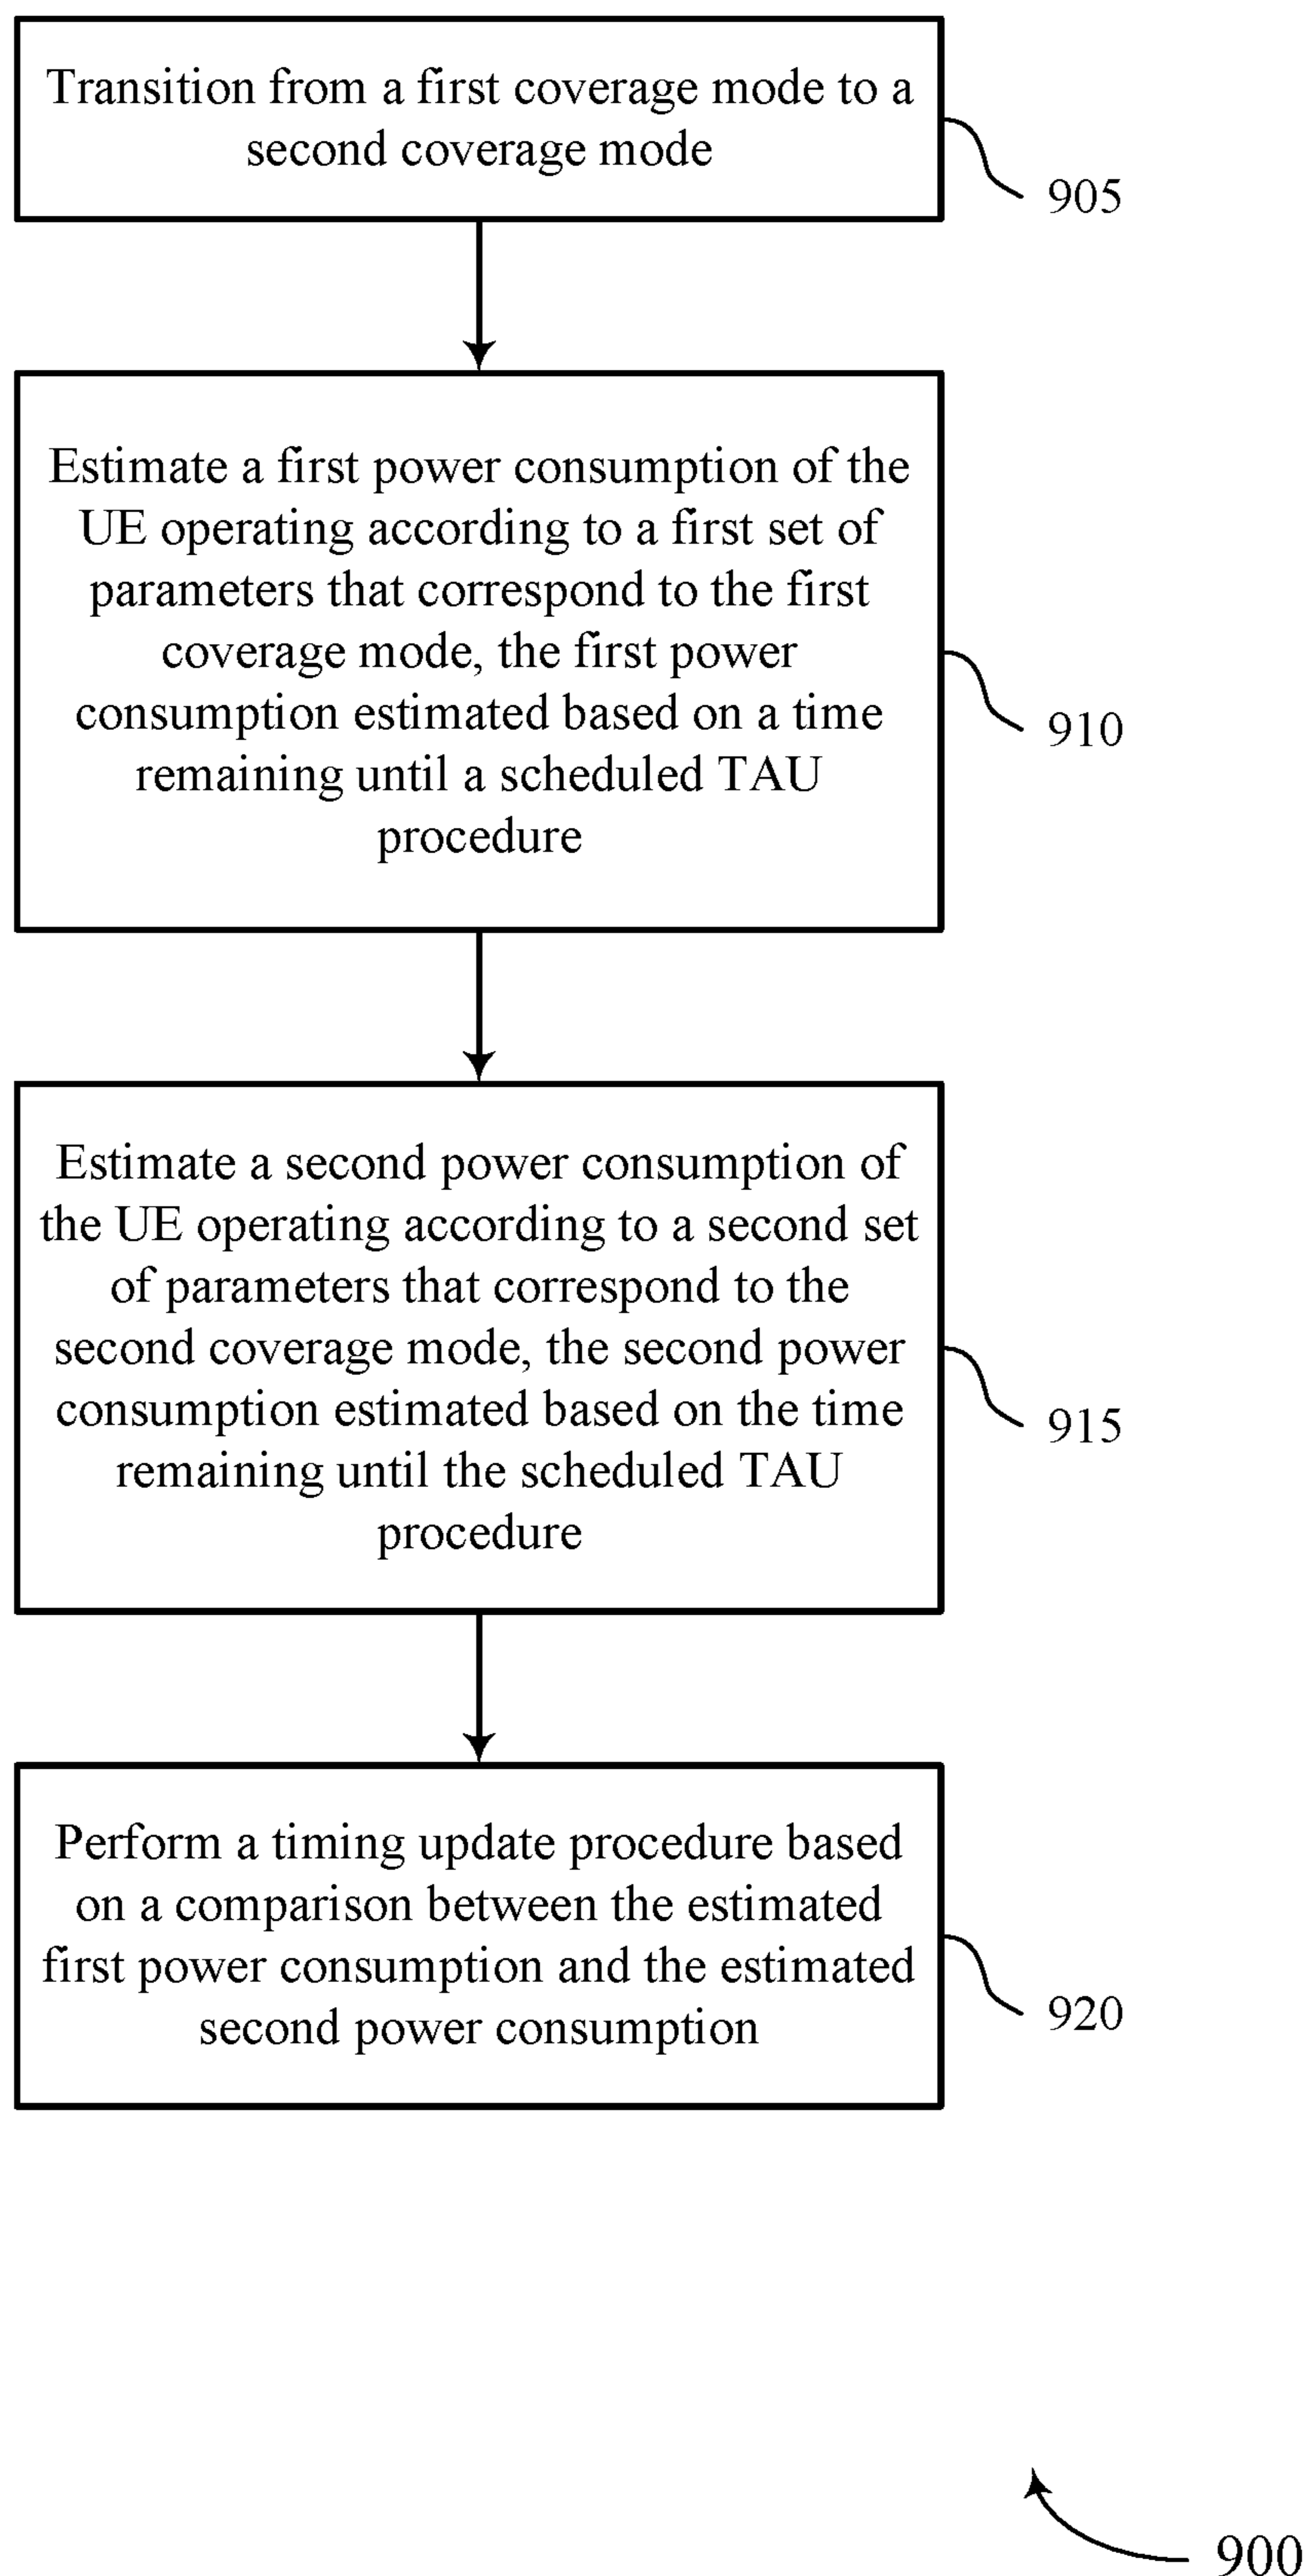 Transition from a first coverage mode to a
second coverage mode
905
Estimate a first power consumption of the
UE operating according to a first set of
parameters that correspond to the first
coverage mode, the first power
consumption estimated based on a time
remaining until a scheduled TAU
procedure
910
Estimate a second power consumption of
the UE operating according to a second set
of parameters that correspond to the
second coverage mode, the second power
consumption estimated based on the time
remaining until the scheduled TAU
procedure
915
Perform a timing update procedure based
on a comparison between the estimated
first power consumption and the estimated
second power consumption
920
900